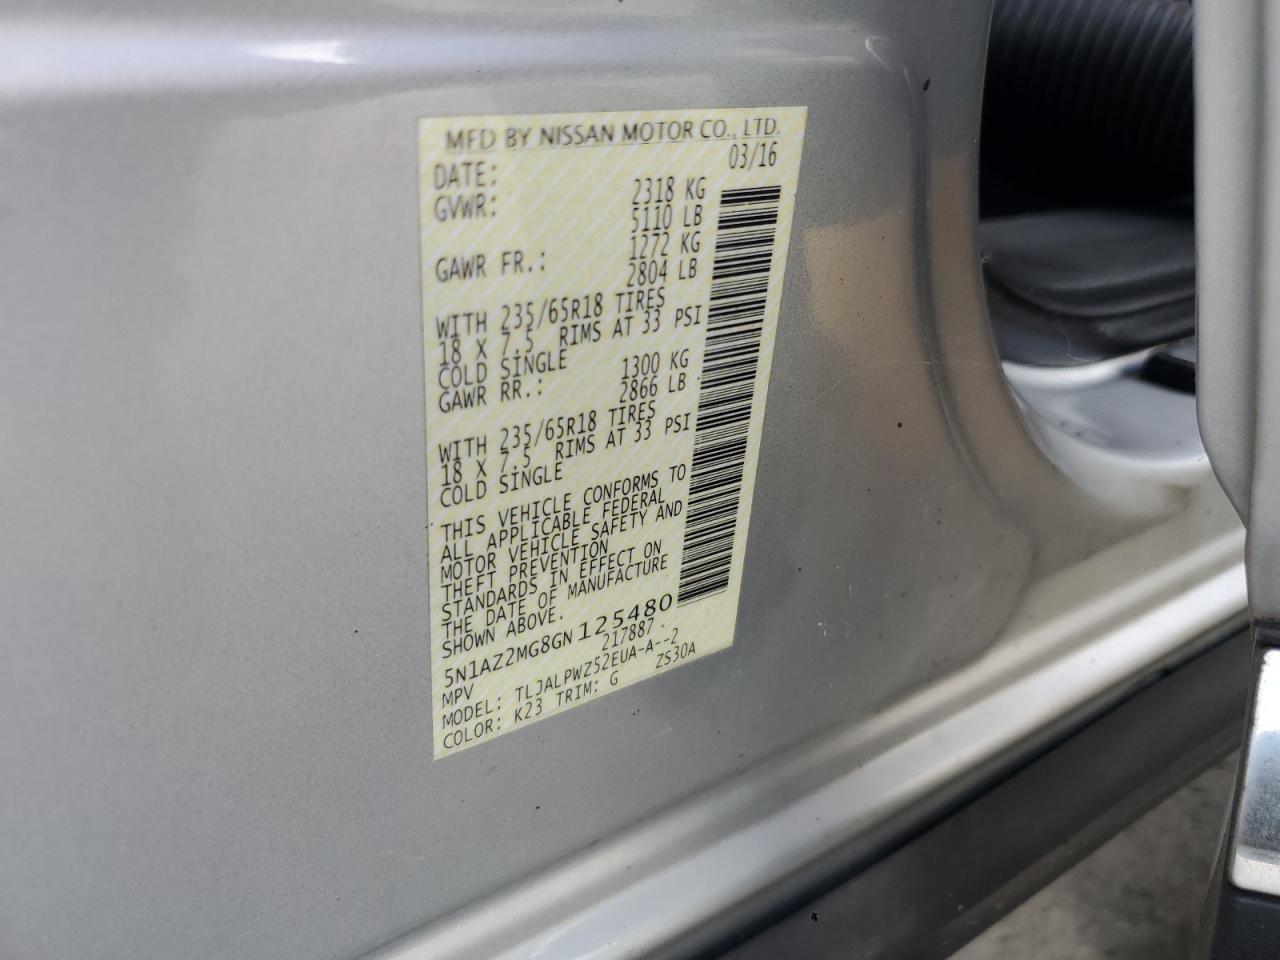 MFD BY NISSAN MOTOR CO., LTD.
DATE: 03/16
GVWR: 2318 KG
5110 LB
GAWR FR.: 1272 KG
2804 LB
WITH 235/65R18 TIRES
18 X 7.5 RIMS AT 33 PSI
COLD SINGLE
GAWR RR.: 1300 KG
2866 LB
WITH 235/65R18 TIRES
18 X 7.5 RIMS AT 33 PSI
COLD SINGLE
THIS VEHICLE CONFORMS TO
ALL APPLICABLE FEDERAL
MOTOR VEHICLE SAFETY AND
THEFT PREVENTION
STANDARDS IN EFFECT ON
THE DATE OF MANUFACTURE
SHOWN ABOVE.
5N1AZ2MG8GN125480
MPV 217887
MODEL: TLJALPWZ52EUA-A--2
COLOR: K23 TRIM: G ZS30A